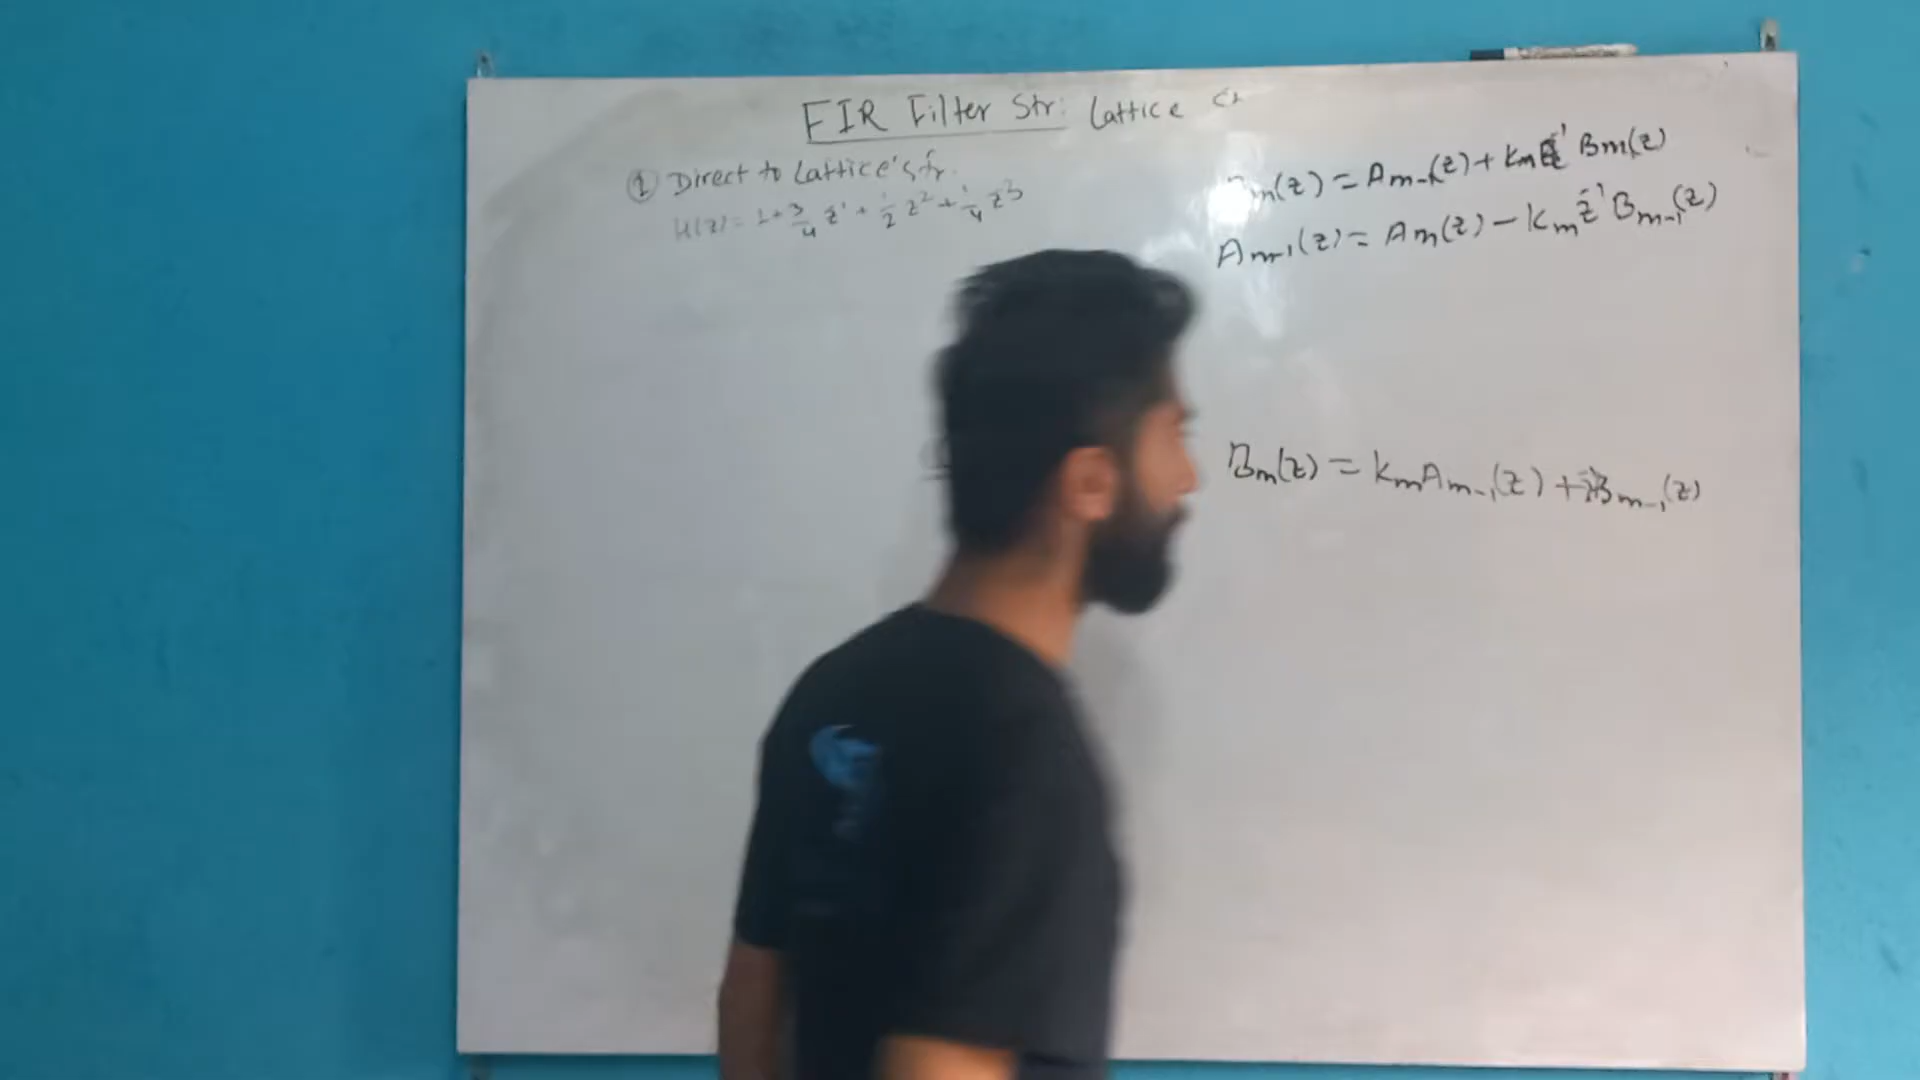 FIR Filter Str: Lattice
① Direct to Lattice's str.
H(z) = 1 + 3/4 z^-1 + 1/2 z^-2 + 1/4 z^-3
m(z) = Am-1(z) + km z^-1 Bm-1(z)
Am-1(z) = Am(z) - km z^-1 Bm-1(z)
Bm(z) = km Am-1(z) + z^-1 Bm-1(z)